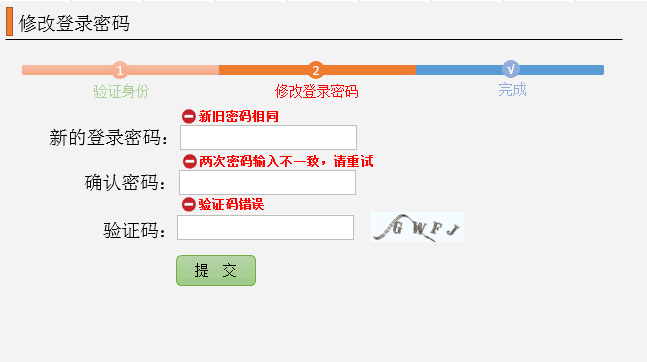 修改登录密码
1 2 √
验证身份 修改登录密码 完成
新旧密码相同
新的登录密码：
两次密码输入不一致，请重试
确认密码：
验证码错误
验证码：
GWFJ
提 交